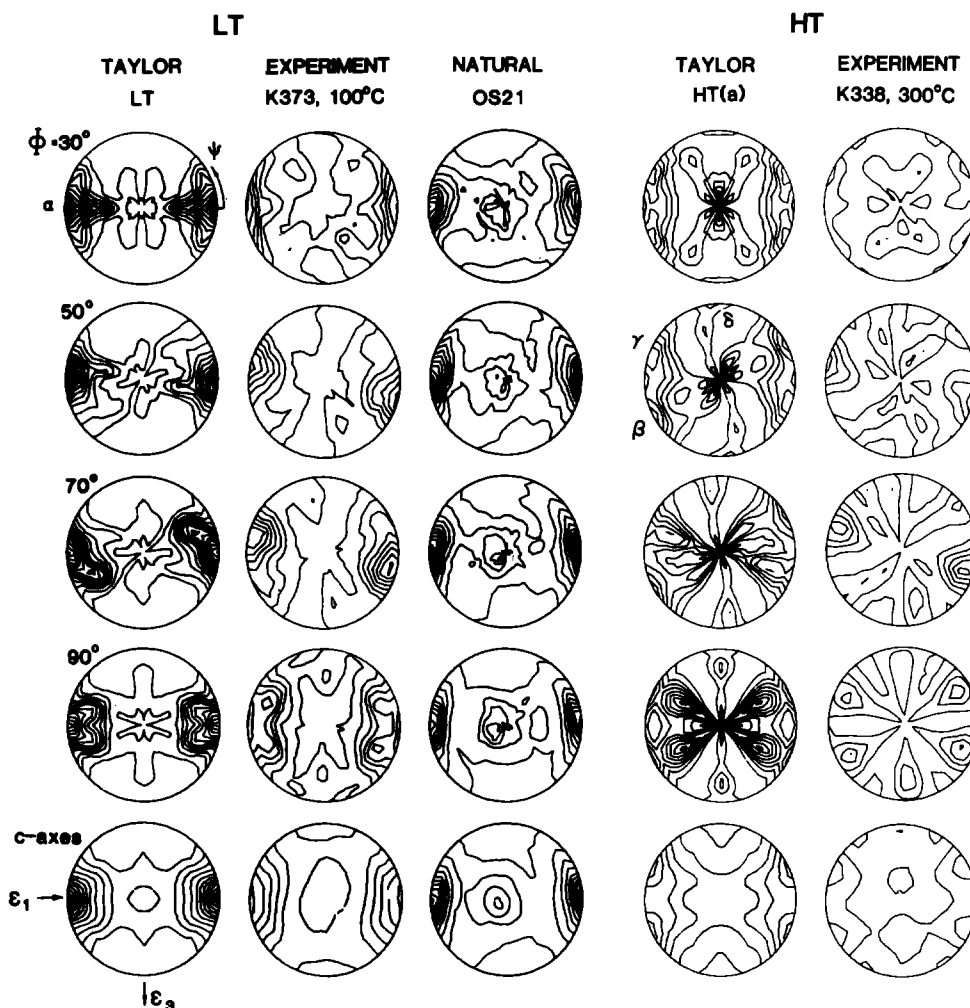 LT HT
TAYLOR EXPERIMENT NATURAL TAYLOR EXPERIMENT
LT K373, 100°C OS21 HT(a) K338, 300°C
Φ=30° ψ
α
50° γ δ
β
70°
90°
c-axes
ε₁
ε₃